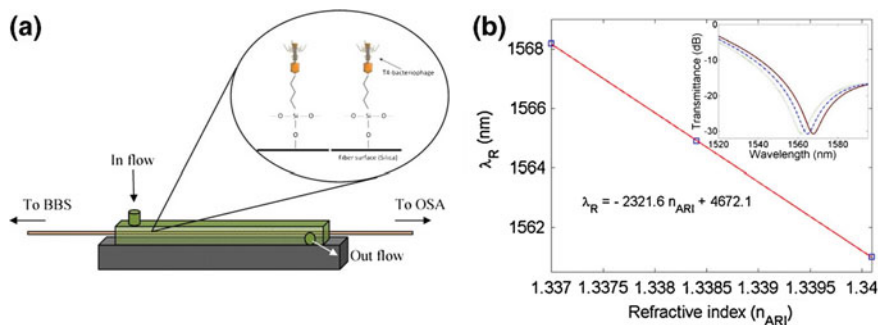 (a)
T4-bacteriophage
O
Si
O
O
Si
O
O
O
Fiber surface (Silica)
In flow
To BBS
To OSA
Out flow
(b)
1568
1566
1564
1562
λR (nm)
0
-10
-20
-30
Transmittance (dB)
1520 1540 1560 1580
Wavelength (nm)
λR = - 2321.6 nARI + 4672.1
1.337 1.3375 1.338 1.3385 1.339 1.3395 1.34
Refractive index (nARI)